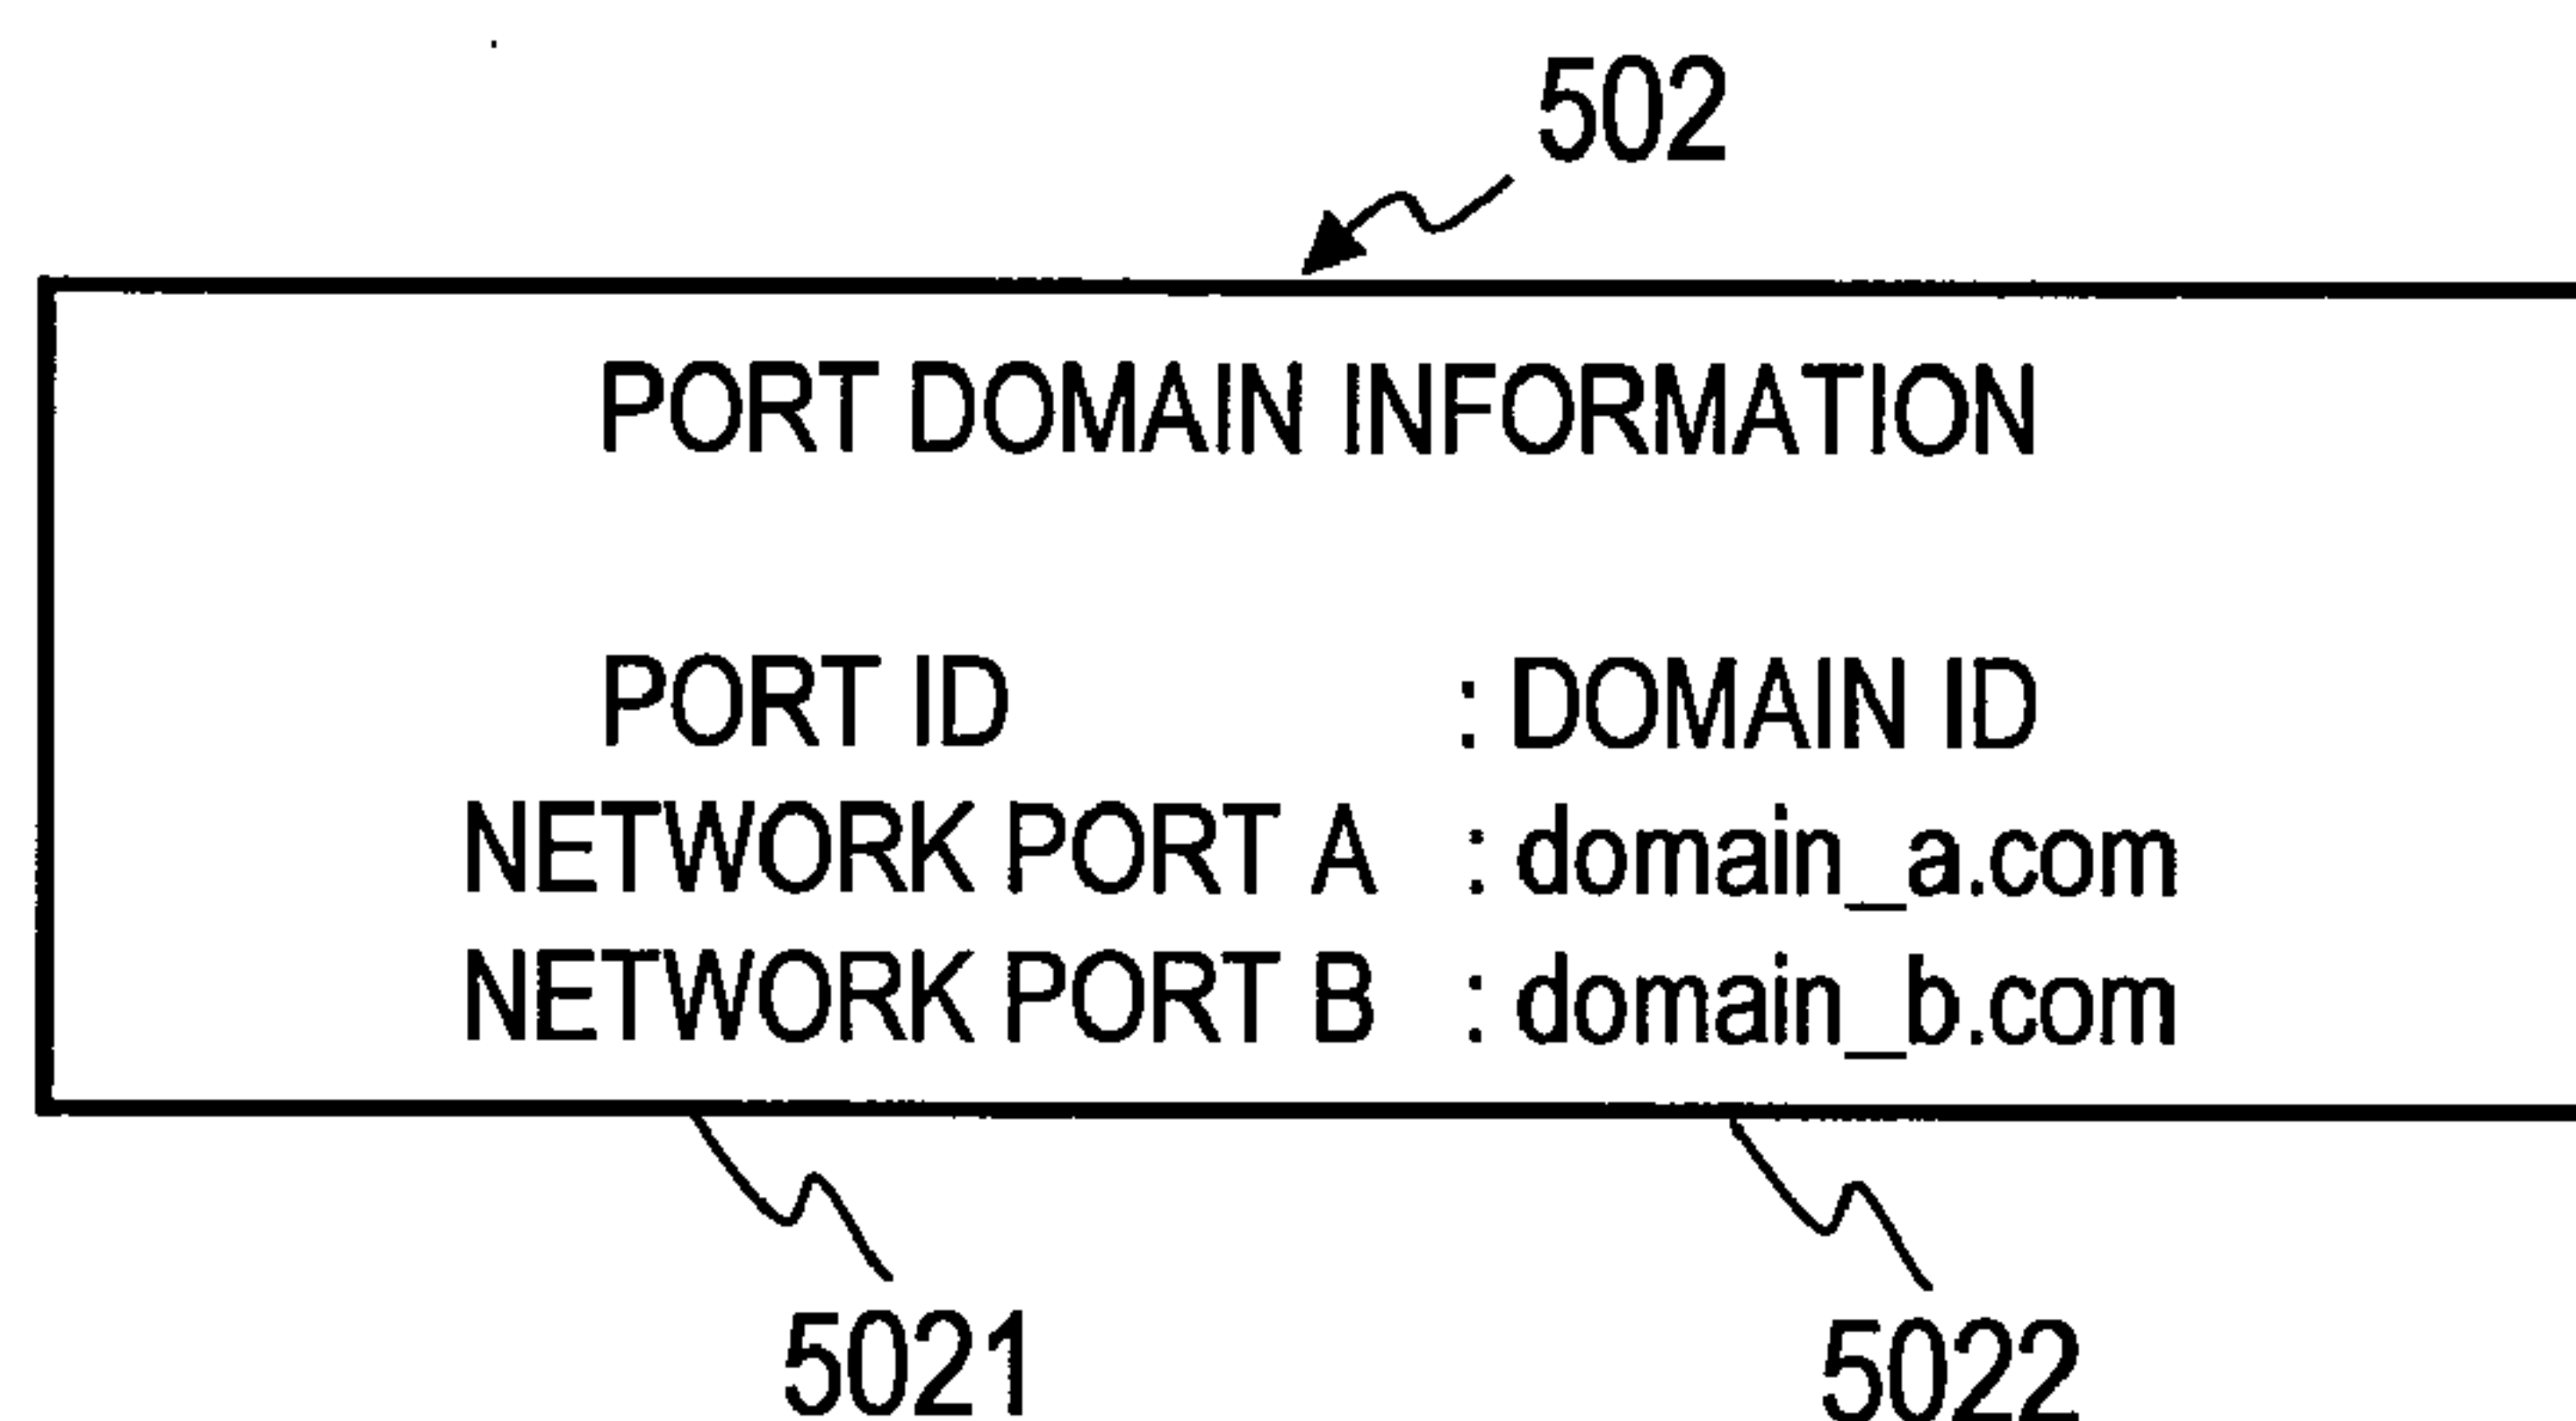 502
PORT DOMAIN INFORMATION
PORT ID : DOMAIN ID
NETWORK PORT A : domain_a.com
NETWORK PORT B : domain_b.com
5021 5022